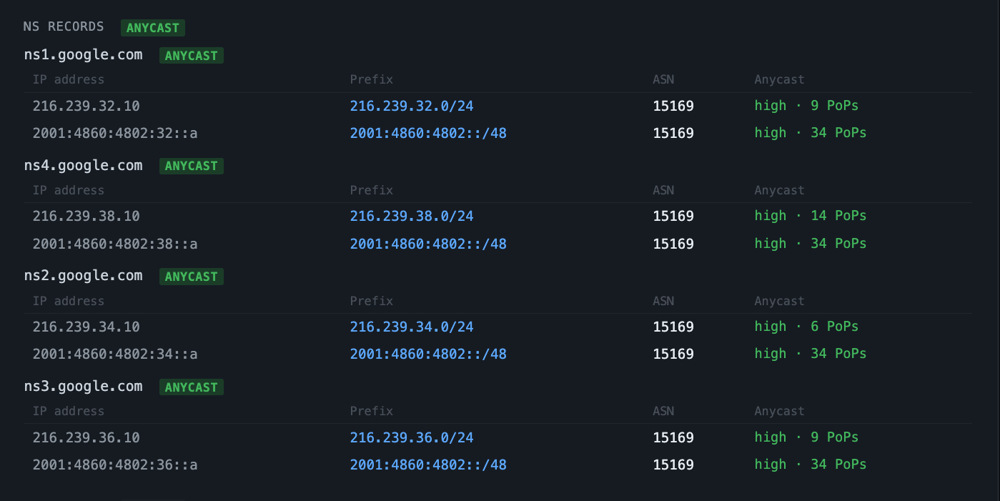 NS RECORDS ANYCAST
ns1.google.com ANYCAST
IP address Prefix ASN Anycast
216.239.32.10 216.239.32.0/24 15169 high · 9 PoPs
2001:4860:4802:32::a 2001:4860:4802::/48 15169 high · 34 PoPs
ns4.google.com ANYCAST
IP address Prefix ASN Anycast
216.239.38.10 216.239.38.0/24 15169 high · 14 PoPs
2001:4860:4802:38::a 2001:4860:4802::/48 15169 high · 34 PoPs
ns2.google.com ANYCAST
IP address Prefix ASN Anycast
216.239.34.10 216.239.34.0/24 15169 high · 6 PoPs
2001:4860:4802:34::a 2001:4860:4802::/48 15169 high · 34 PoPs
ns3.google.com ANYCAST
IP address Prefix ASN Anycast
216.239.36.10 216.239.36.0/24 15169 high · 9 PoPs
2001:4860:4802:36::a 2001:4860:4802::/48 15169 high · 34 PoPs